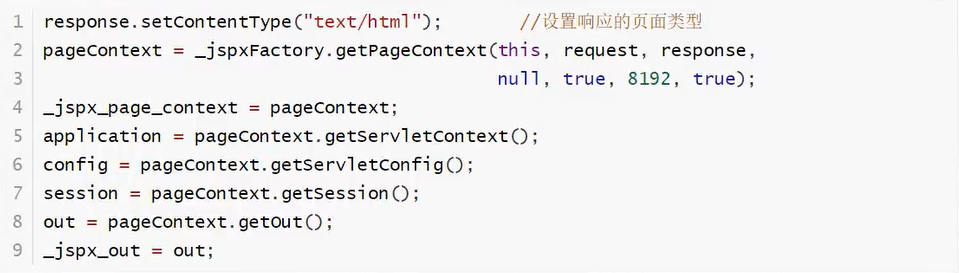 1 response.setContentType("text/html");       //设置响应的页面类型
2 pageContext = _jspxFactory.getPageContext(this, request, response,
3                                           null, true, 8192, true);
4 _jspx_page_context = pageContext;
5 application = pageContext.getServletContext();
6 config = pageContext.getServletConfig();
7 session = pageContext.getSession();
8 out = pageContext.getOut();
9 _jspx_out = out;